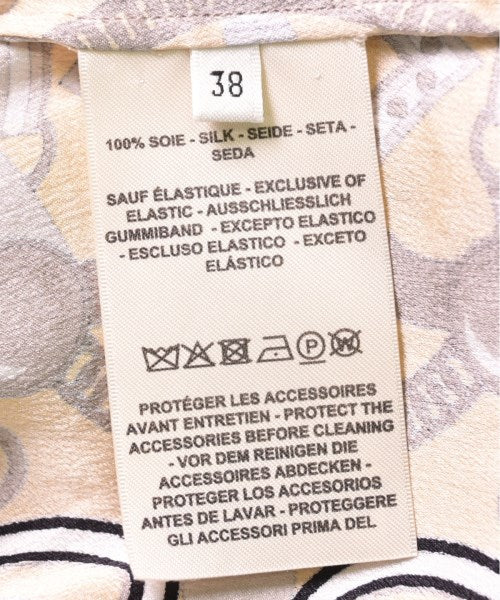 38
100% SOIE - SILK - SEIDE - SETA -
SEDA
SAUF ÉLASTIQUE - EXCLUSIVE OF
ELASTIC - AUSSCHLIESSLICH
GUMMIBAND - EXCEPTO ELASTICO
- ESCLUSO ELASTICO - EXCETO
ELÁSTICO
P
W
PROTÉGER LES ACCESSOIRES
AVANT ENTRETIEN - PROTECT THE
ACCESSORIES BEFORE CLEANING
- VOR DEM REINIGEN DIE
ACCESSOIRES ABDECKEN -
PROTEGER LOS ACCESORIOS
ANTES DE LAVAR - PROTEGGERE
GLI ACCESSORI PRIMA DEL